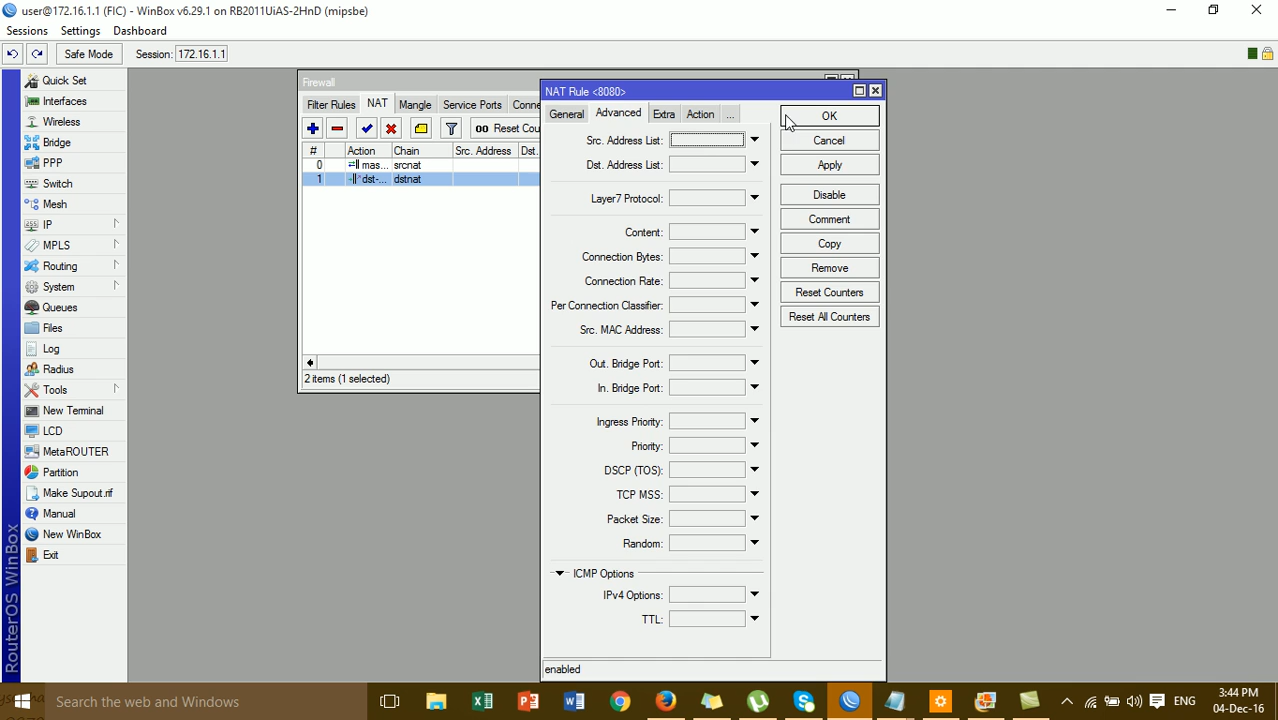 user@172.16.1.1 (FIC) - WinBox v6.29.1 on RB2011UiAS-2HnD (mipsbe)
Sessions Settings Dashboard
Safe Mode Session: 172.16.1.1
Quick Set
Interfaces
Wireless
Bridge
PPP
Switch
Mesh
IP
MPLS
Routing
System
Queues
Files
Log
Radius
Tools
New Terminal
LCD
MetaROUTER
Partition
Make Supout.rif
Manual
New WinBox
Exit
RouterOS WinBox
Firewall
Filter Rules NAT Mangle Service Ports Conne
00 Reset Cou
# Action Chain Src. Address Dst.
0 mas... srcnat
1 dst-... dstnat
2 items (1 selected)
NAT Rule <8080>
General Advanced Extra Action ...
Src. Address List:
Dst. Address List:
Layer7 Protocol:
Content:
Connection Bytes:
Connection Rate:
Per Connection Classifier:
Src. MAC Address:
Out. Bridge Port:
In. Bridge Port:
Ingress Priority:
Priority:
DSCP (TOS):
TCP MSS:
Packet Size:
Random:
ICMP Options
IPv4 Options:
TTL:
enabled
OK
Cancel
Apply
Disable
Comment
Copy
Remove
Reset Counters
Reset All Counters
Search the web and Windows
ENG
3:44 PM
04-Dec-16